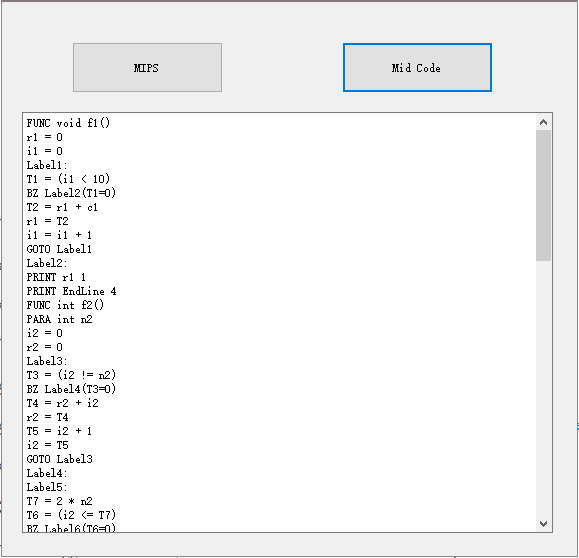 MIPS
Mid Code
FUNC void f1()
r1 = 0
i1 = 0
Label1:
T1 = (i1 < 10)
BZ Label2(T1=0)
T2 = r1 + c1
r1 = T2
i1 = i1 + 1
GOTO Label1
Label2:
PRINT r1 1
PRINT EndLine 4
FUNC int f2()
PARA int n2
i2 = 0
r2 = 0
Label3:
T3 = (i2 != n2)
BZ Label4(T3=0)
T4 = r2 + i2
r2 = T4
T5 = i2 + 1
i2 = T5
GOTO Label3
Label4:
Label5:
T7 = 2 * n2
T6 = (i2 <= T7)
BZ Label6(T6=0)